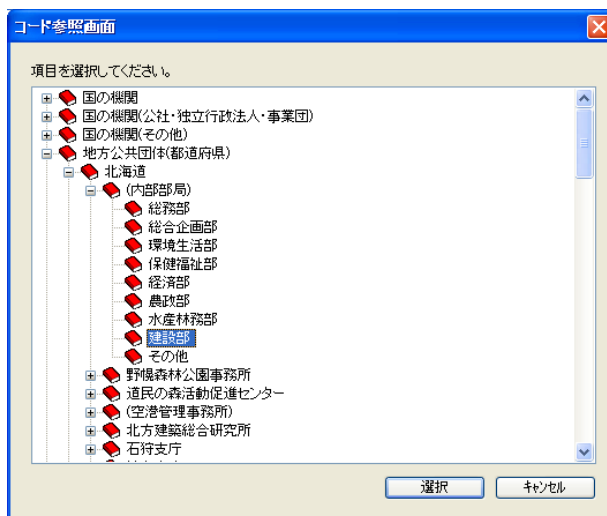 コード参照画面
項目を選択してください。
国の機関
国の機関(公社・独立行政法人・事業団)
国の機関(その他)
地方公共団体(都道府県)
北海道
(内部部局)
総務部
総合企画部
環境生活部
保健福祉部
経済部
農政部
水産林務部
建設部
その他
野幌森林公園事務所
道民の森活動促進センター
(空港管理事務所)
北方建築総合研究所
石狩支庁
選択
キャンセル